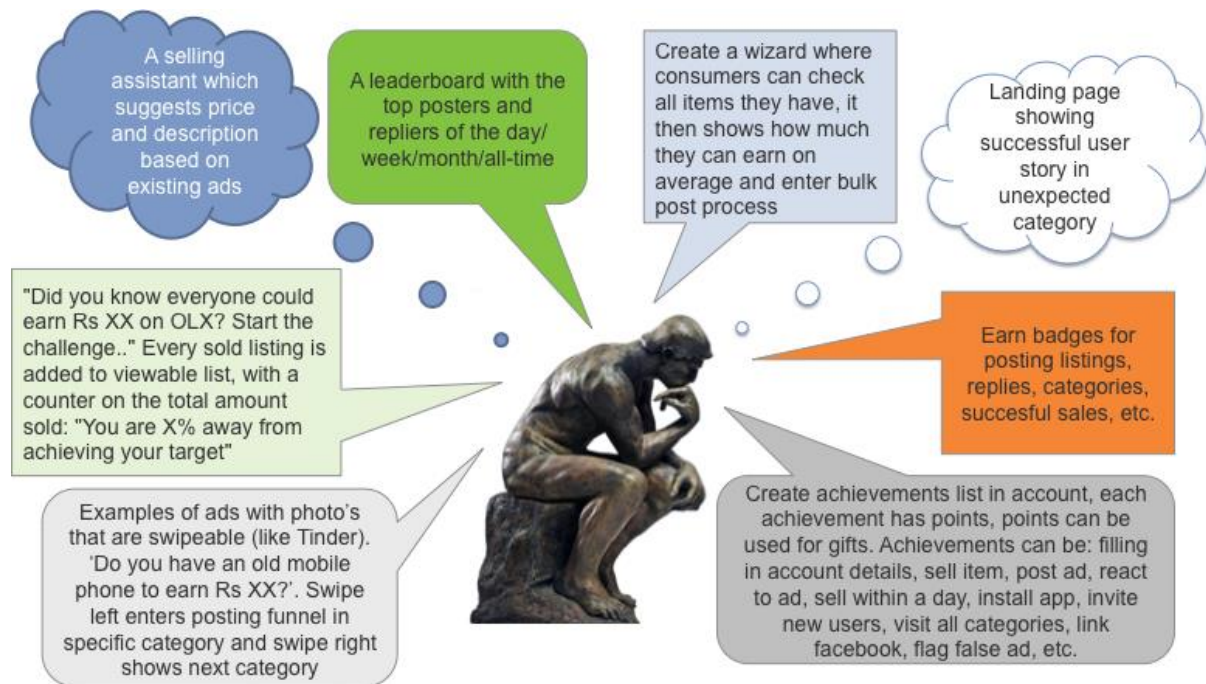 A selling
assistant which
suggests price
and description
based on
existing ads
A leaderboard with the
top posters and
repliers of the day/
week/month/all-time
Create a wizard where
consumers can check
all items they have, it
then shows how much
they can earn on
average and enter bulk
post process
Landing page
showing
successful user
story in
unexpected
category
"Did you know everyone could
earn Rs XX on OLX? Start the
challenge.." Every sold listing is
added to viewable list, with a
counter on the total amount
sold: "You are X% away from
achieving your target"
Earn badges for
posting listings,
replies, categories,
succesful sales, etc.
Examples of ads with photo's
that are swipeable (like Tinder).
'Do you have an old mobile
phone to earn Rs XX?'. Swipe
left enters posting funnel in
specific category and swipe right
shows next category
Create achievements list in account, each
achievement has points, points can be
used for gifts. Achievements can be: filling
in account details, sell item, post ad, react
to ad, sell within a day, install app, invite
new users, visit all categories, link
facebook, flag false ad, etc.